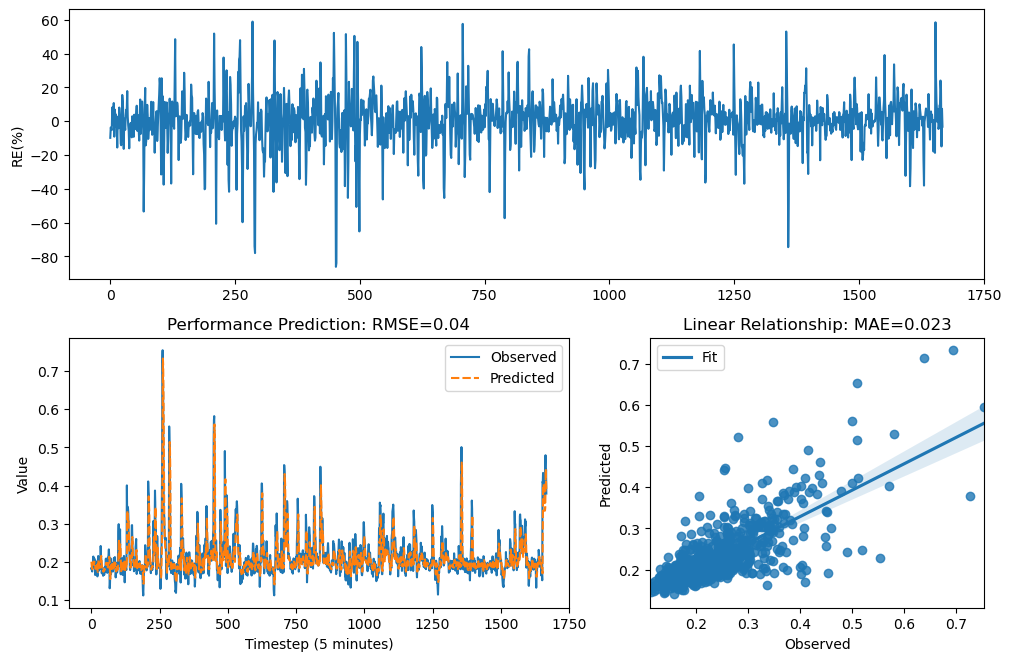 60
40
20
0
−20
−40
−60
−80
RE(%)
0 250 500 750 1000 1250 1500 1750
Performance Prediction: RMSE=0.04
0.7
0.6
0.5
0.4
0.3
0.2
0.1
Value
Observed
Predicted
0 250 500 750 1000 1250 1500 1750
Timestep (5 minutes)
Linear Relationship: MAE=0.023
0.7
0.6
0.5
0.4
0.3
0.2
Predicted
Fit
0.2 0.3 0.4 0.5 0.6 0.7
Observed